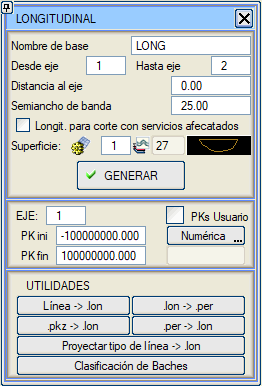 LONGITUDINAL
Nombre de base LONG
Desde eje 1 Hasta eje 2
Distancia al eje 0.00
Semiancho de banda 25.00
Longit. para corte con servicios afecatados
Superficie: 1 27
GENERAR
EJE: 1 PKs Usuario
PK ini -100000000.000 Numérica ...
PK fin 100000000.000
UTILIDADES
Línea -> .lon .lon -> .per
.pkz -> .lon .per -> .lon
Proyectar tipo de línea -> .lon
Clasificación de Baches